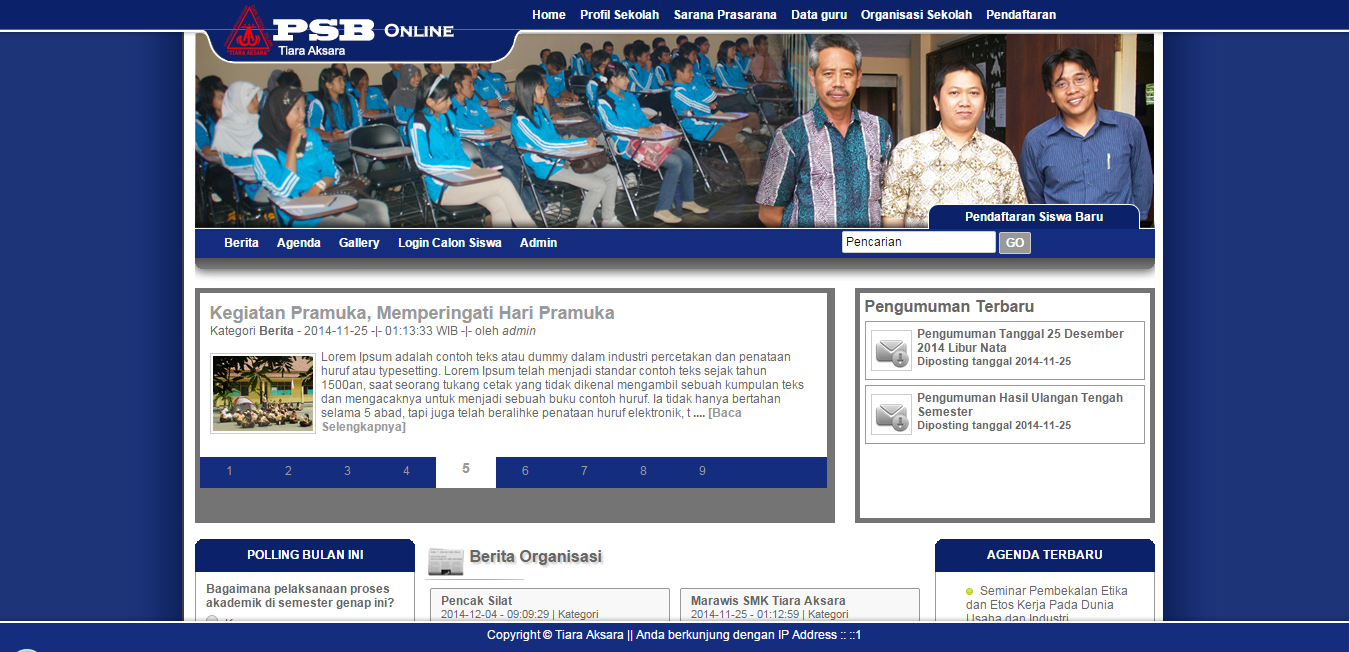 Home Profil Sekolah Sarana Prasarana Data guru Organisasi Sekolah Pendaftaran
TIARA AKSARA
PSB ONLINE
Tiara Aksara
Pendaftaran Siswa Baru
Berita Agenda Gallery Login Calon Siswa Admin
Pencarian GO
Kegiatan Pramuka, Memperingati Hari Pramuka
Kategori Berita - 2014-11-25 -|- 01:13:33 WIB -|- oleh admin
Lorem Ipsum adalah contoh teks atau dummy dalam industri percetakan dan penataan
huruf atau typesetting. Lorem Ipsum telah menjadi standar contoh teks sejak tahun
1500an, saat seorang tukang cetak yang tidak dikenal mengambil sebuah kumpulan teks
dan mengacaknya untuk menjadi sebuah buku contoh huruf. Ia tidak hanya bertahan
selama 5 abad, tapi juga telah beralihke penataan huruf elektronik, t .... [Baca
Selengkapnya]
1 2 3 4 5 6 7 8 9
Pengumuman Terbaru
Pengumuman Tanggal 25 Desember
2014 Libur Nata
Diposting tanggal 2014-11-25
Pengumuman Hasil Ulangan Tengah
Semester
Diposting tanggal 2014-11-25
POLLING BULAN INI
Bagaimana pelaksanaan proses
akademik di semester genap ini?
Berita Organisasi
Pencak Silat
2014-12-04 - 09:09:29 | Kategori
Marawis SMK Tiara Aksara
2014-11-25 - 01:12:59 | Kategori
AGENDA TERBARU
Seminar Pembekalan Etika
dan Etos Kerja Pada Dunia
Usaha dan Industri
Copyright © Tiara Aksara || Anda berkunjung dengan IP Address :: ::1